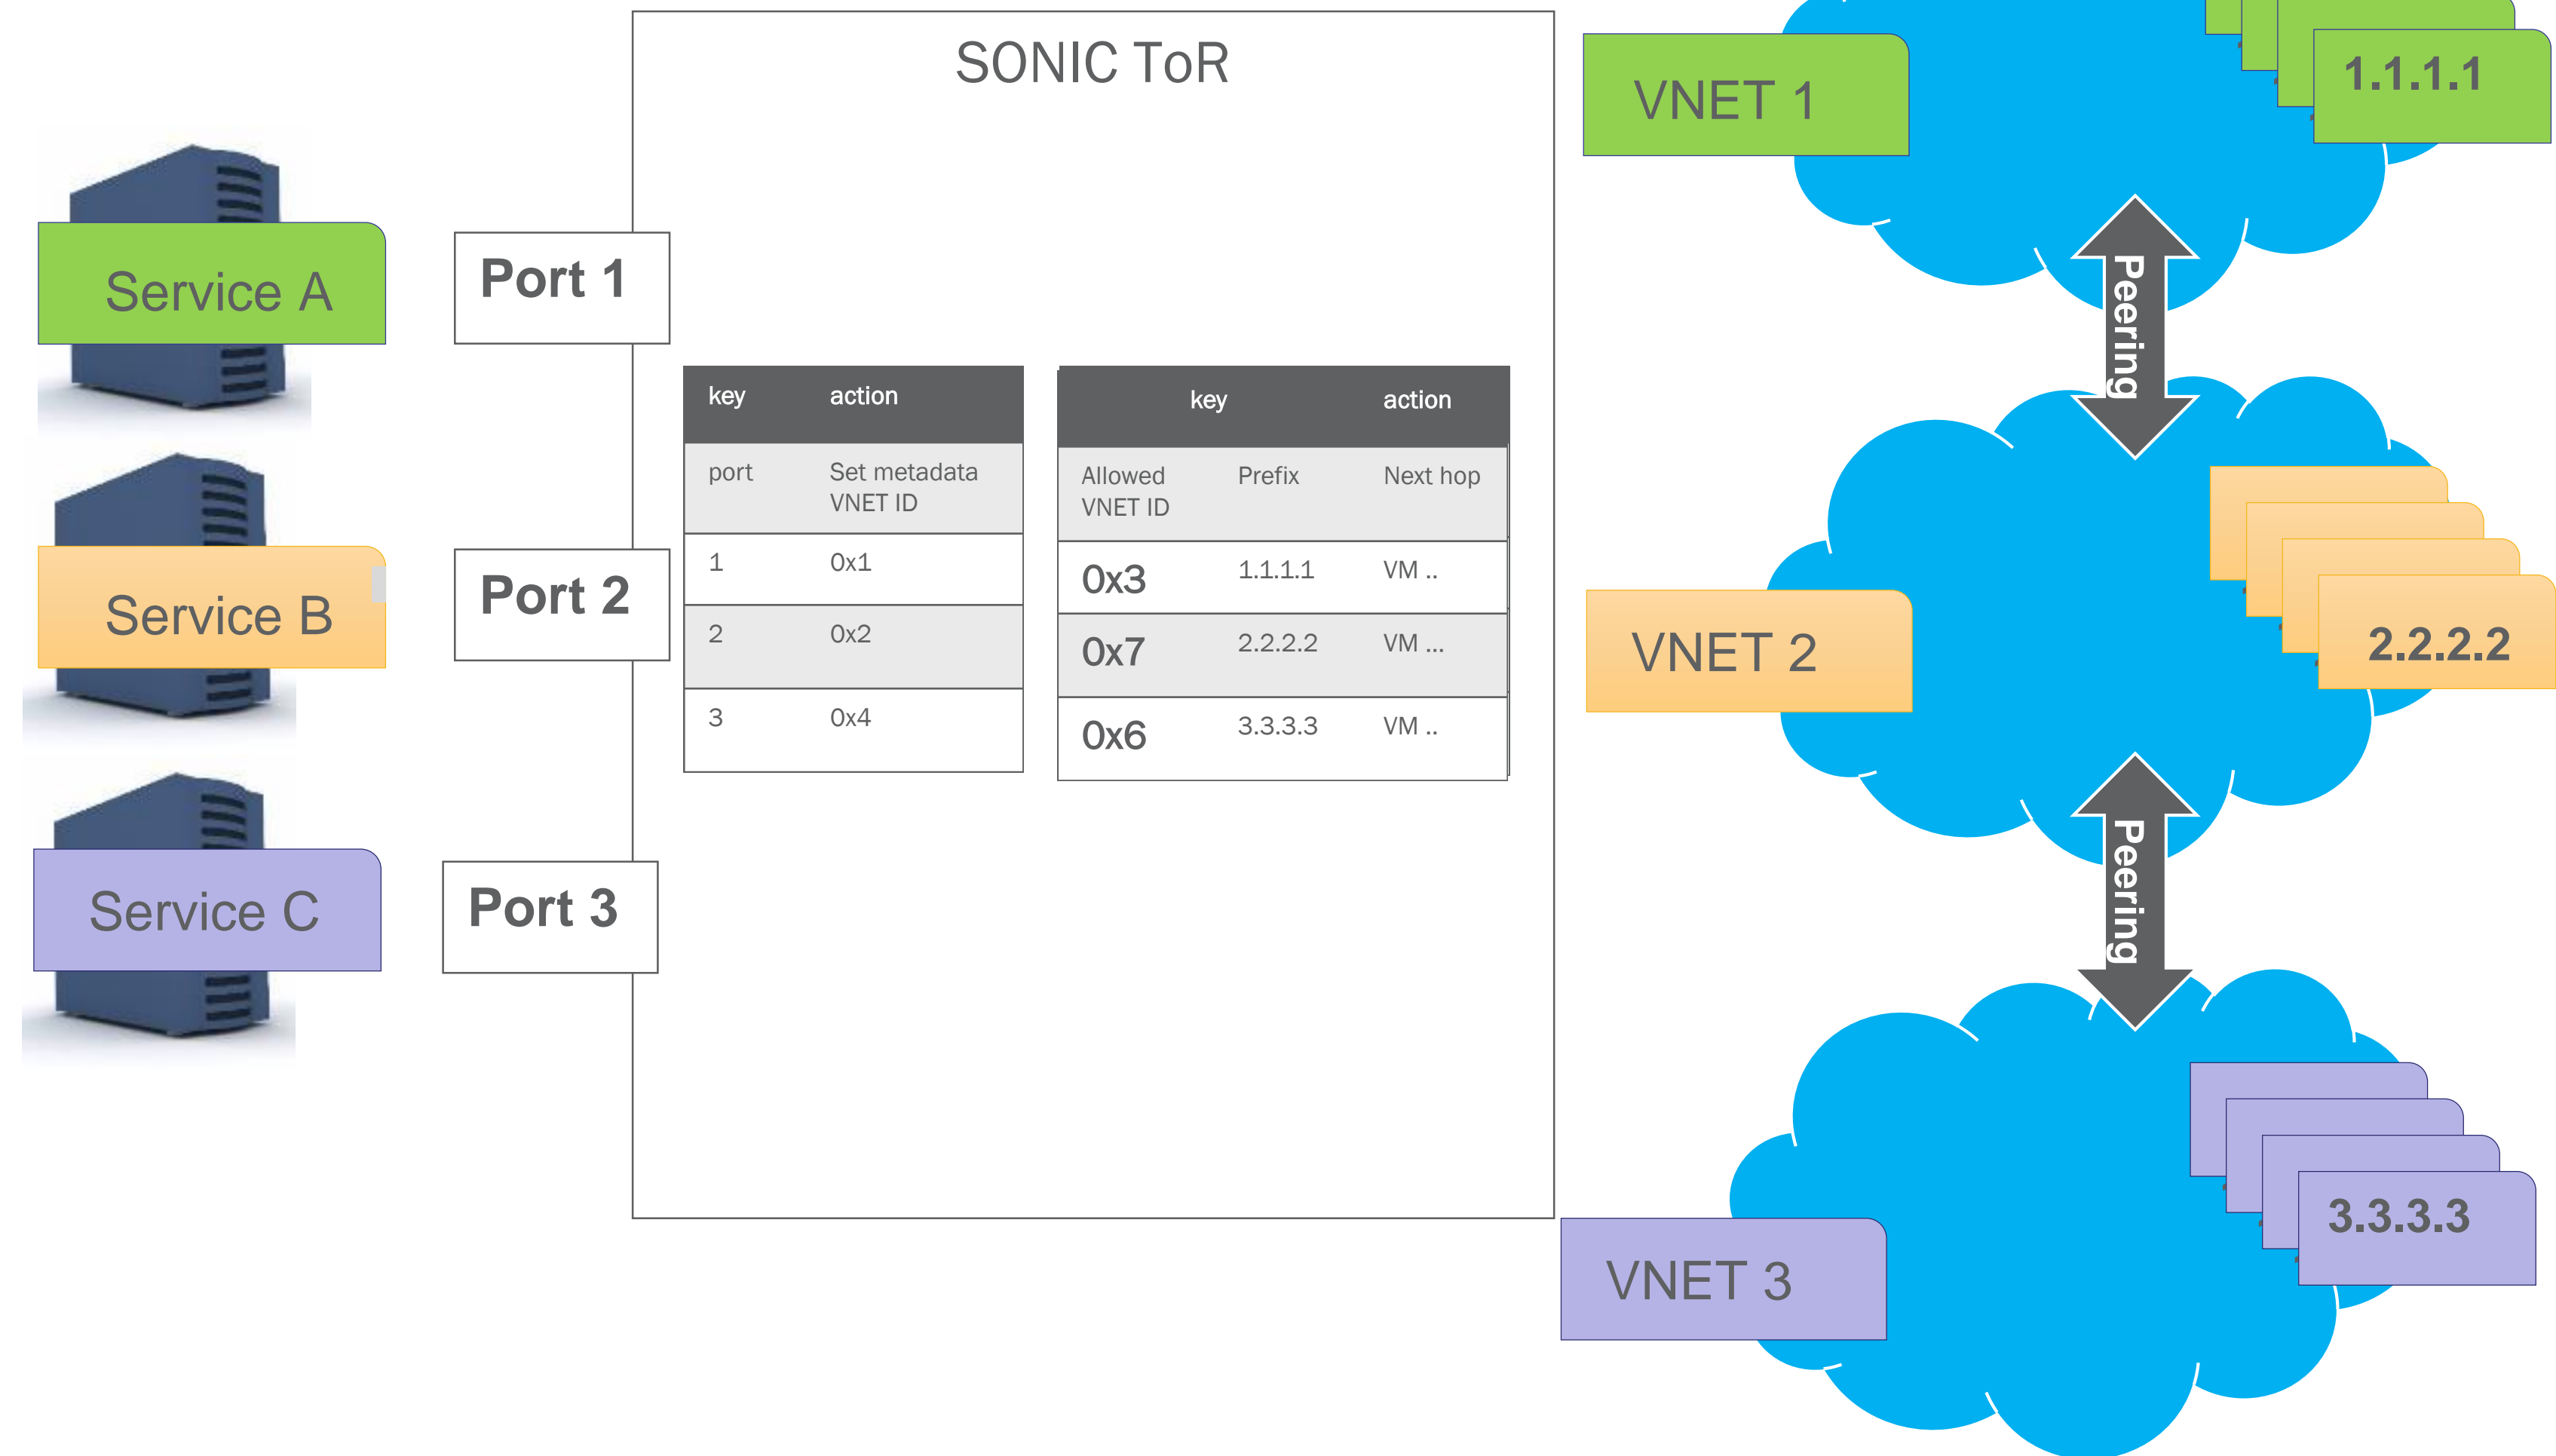 SONIC ToR
Service A
Service B
Service C
Port 1
Port 2
Port 3
key action
port Set metadata
VNET ID
1 0x1
2 0x2
3 0x4
key action
Allowed Prefix Next hop
VNET ID
0x3 1.1.1.1 VM ..
0x7 2.2.2.2 VM ...
0x6 3.3.3.3 VM ..
VNET 1
1.1.1.1
Peering
VNET 2
2.2.2.2
Peering
VNET 3
3.3.3.3